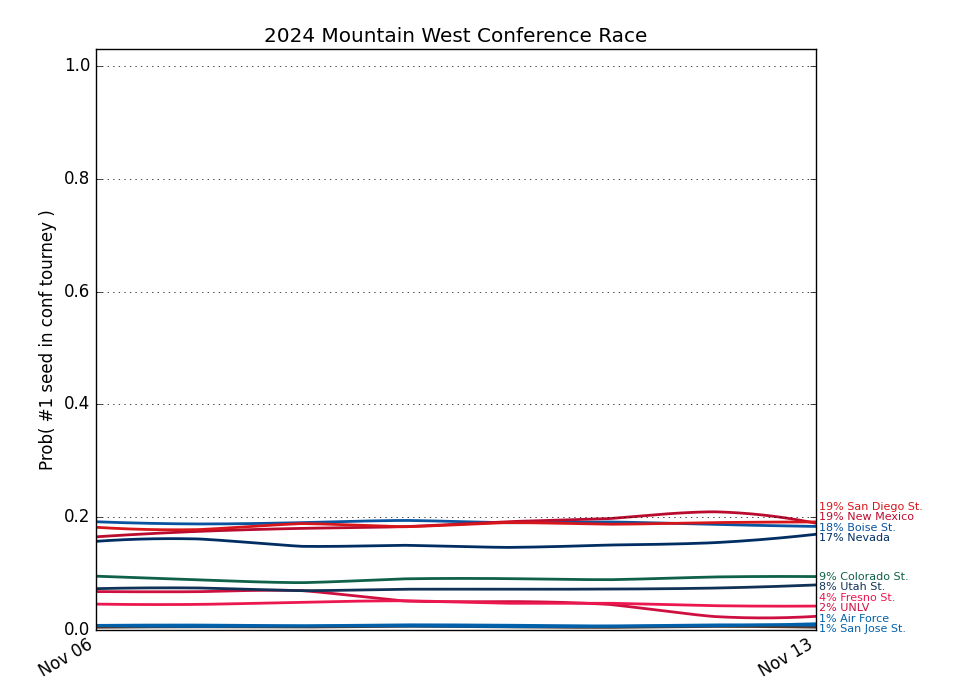 2024 Mountain West Conference Race
Prob( #1 seed in conf tourney )
1.0
0.8
0.6
0.4
0.2
0.0
Nov 06
Nov 13
19% San Diego St.
19% New Mexico
18% Boise St.
17% Nevada
9% Colorado St.
8% Utah St.
4% Fresno St.
2% UNLV
1% Air Force
1% San Jose St.